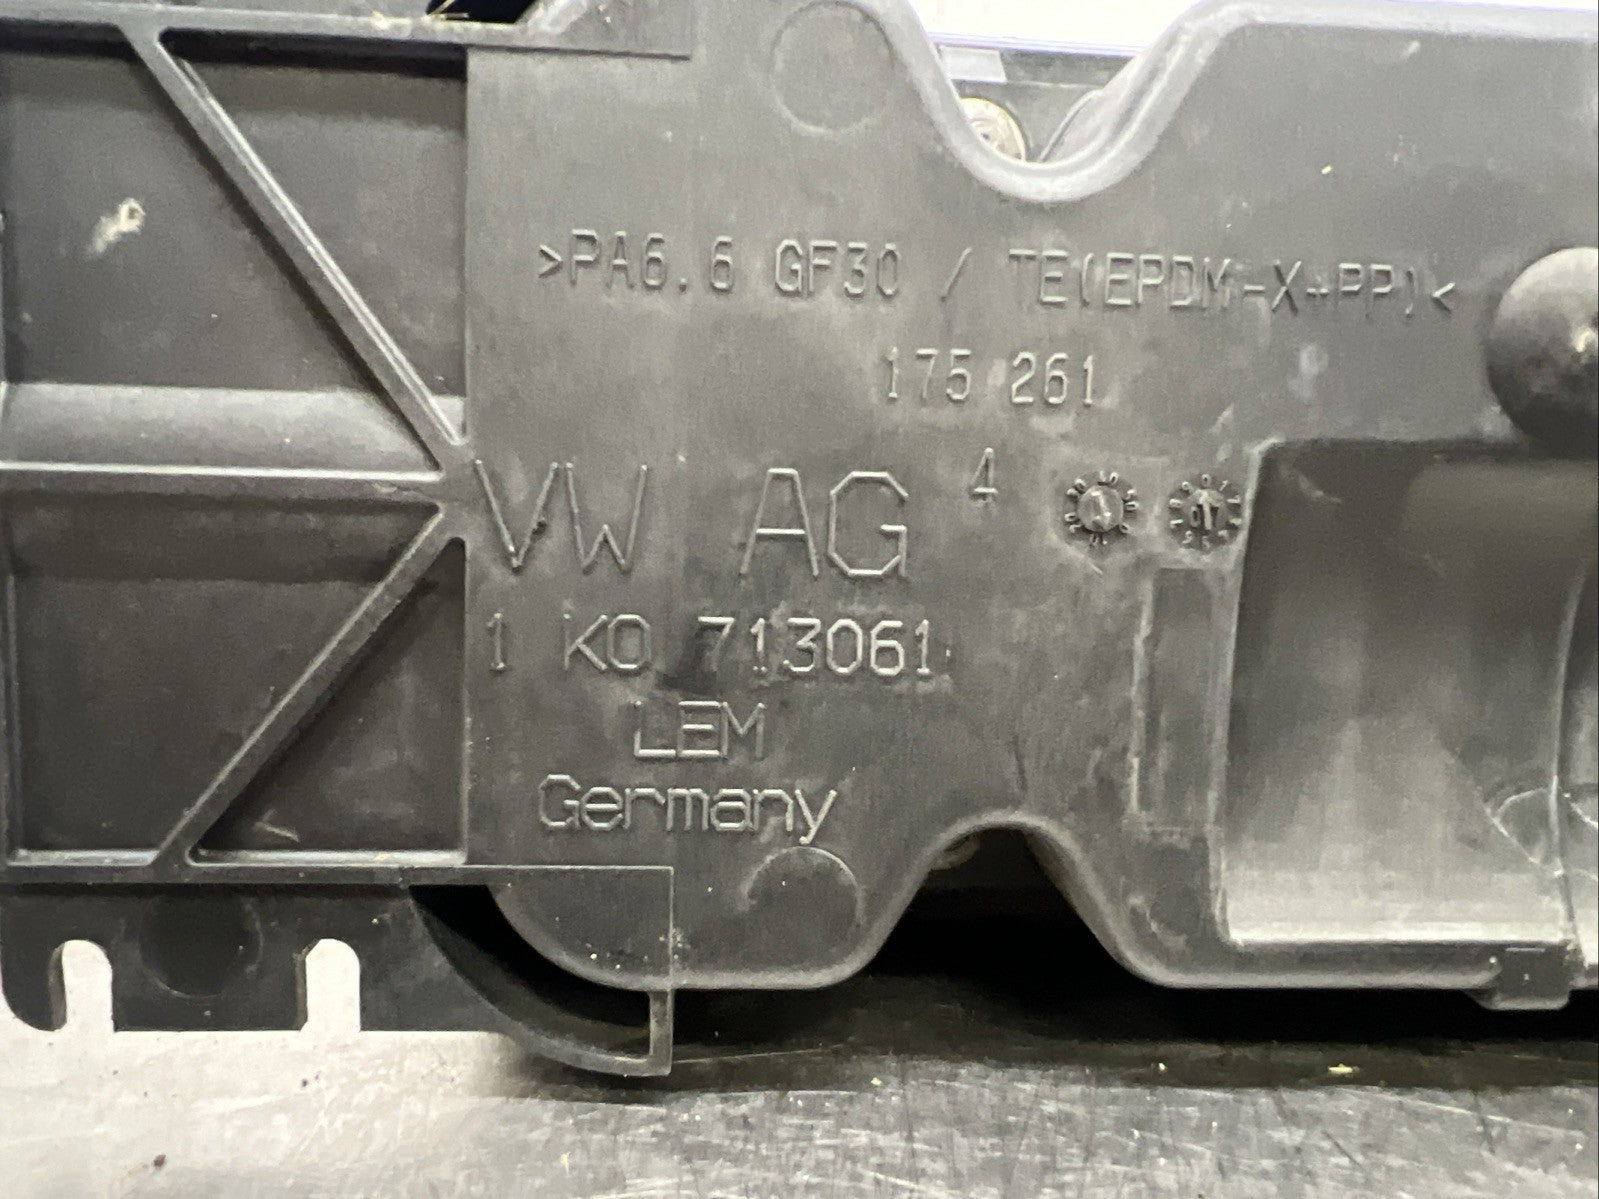 >PA6.6 GF30 / TE(EPDM-X+PP)<
175 261
VW AG 4
1 K0 713061
LEM
Germany